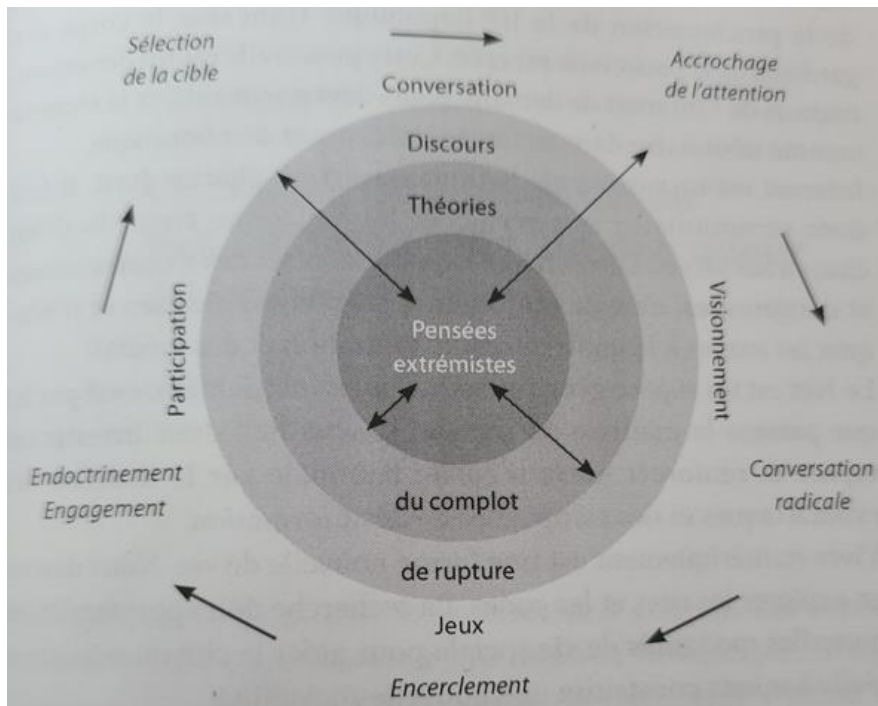 Sélection
de la cible
Accrochage
de l'attention
Conversation
Discours
Théories
Participation
Visionnement
Pensées
extrémistes
Endoctrinement
Engagement
Conversation
radicale
du complot
de rupture
Jeux
Encerclement